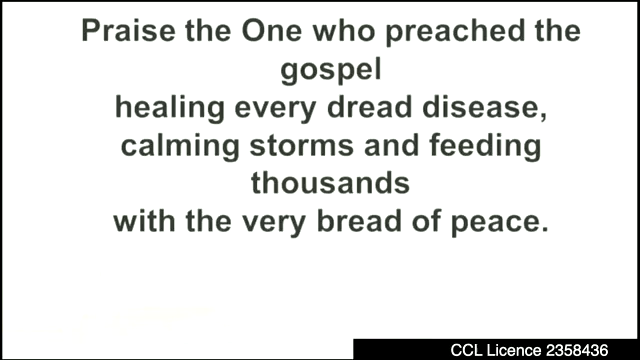 Praise the One who preached the
gospel
healing every dread disease,
calming storms and feeding
thousands
with the very bread of peace.
CCL Licence 2358436